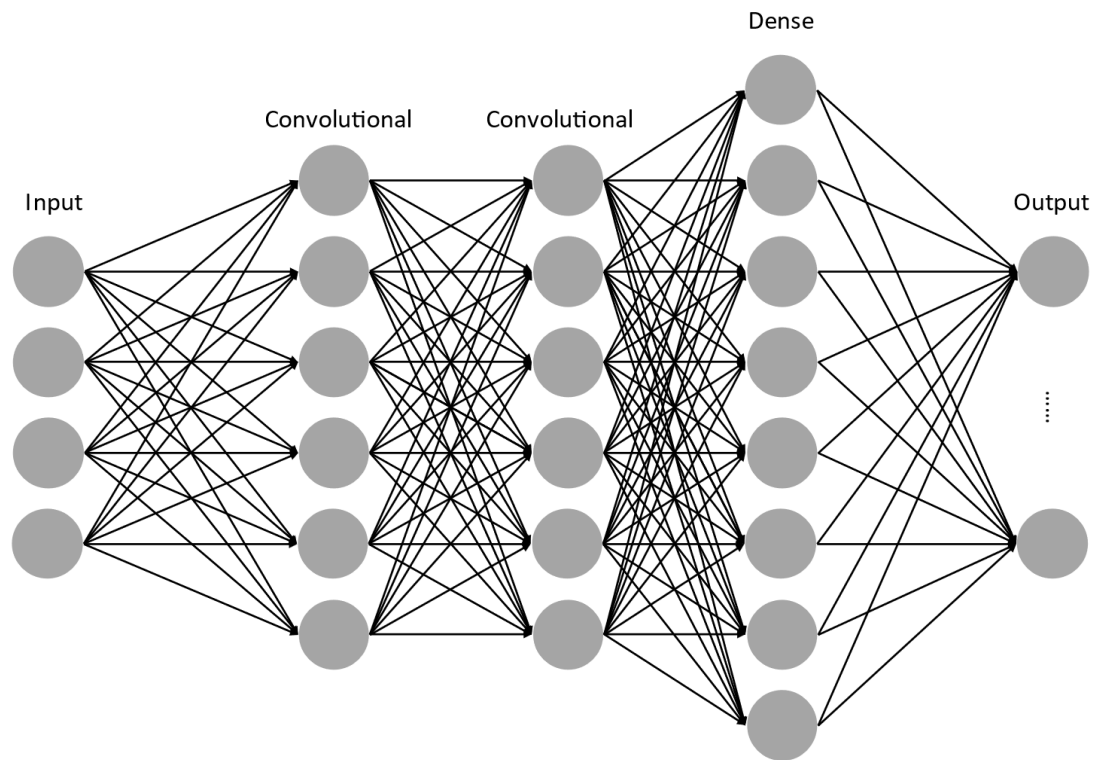 Input
Convolutional
Convolutional
Dense
Output
......